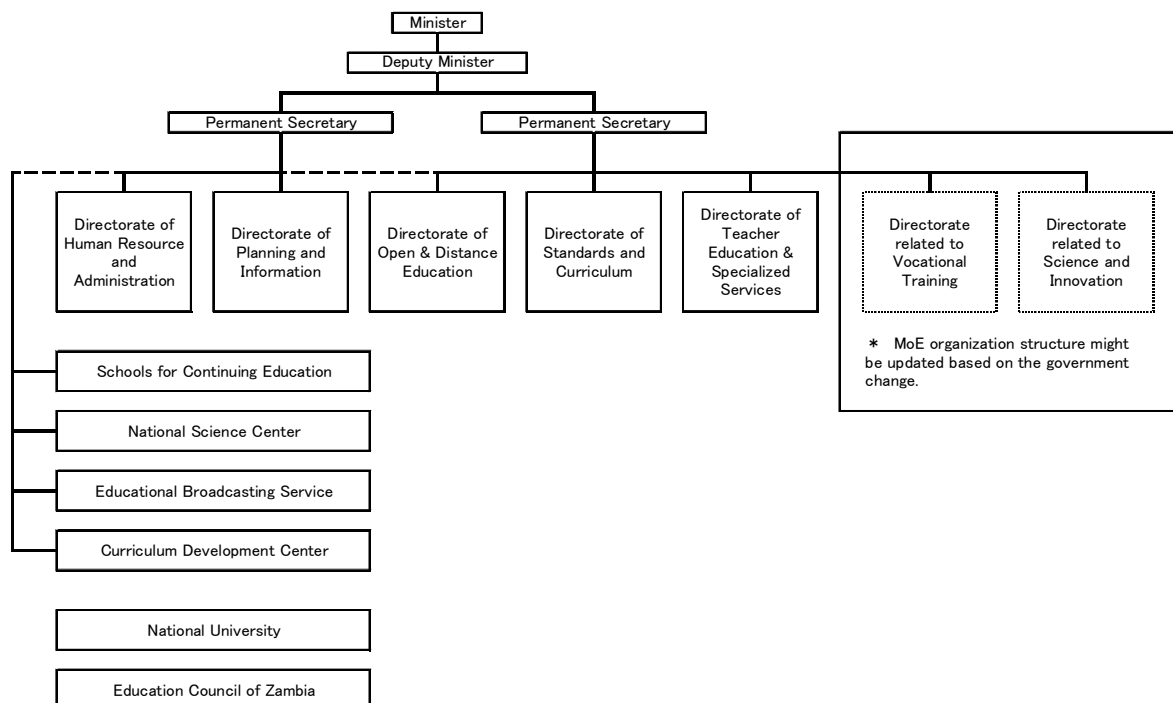 Minister
Deputy Minister
Permanent Secretary
Permanent Secretary
Directorate of
Human Resource
and
Administration
Directorate of
Planning and
Information
Directorate of
Open & Distance
Education
Directorate of
Standards and
Curriculum
Directorate of
Teacher
Education &
Specialized
Services
Directorate
related to
Vocational
Training
Directorate
related to
Science and
Innovation
* MoE organization structure might
be updated based on the government
change.
Schools for Continuing Education
National Science Center
Educational Broadcasting Service
Curriculum Development Center
National University
Education Council of Zambia